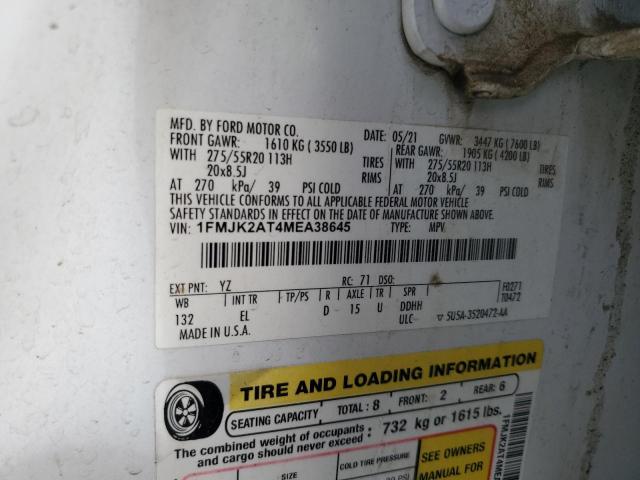 MFD. BY FORD MOTOR CO.
DATE: 05/21 GVWR: 3447 KG ( 7600 LB)
FRONT GAWR: 1610 KG ( 3550 LB) REAR GAWR: 1905 KG ( 4200 LB)
WITH 275/55R20 113H TIRES WITH 275/55R20 113H TIRES
20x8.5J RIMS 20x8.5J RIMS
AT 270 kPa/ 39 PSI COLD AT 270 kPa/ 39 PSI COLD
THIS VEHICLE CONFORMS TO ALL APPLICABLE FEDERAL MOTOR VEHICLE
SAFETY STANDARDS IN EFFECT ON THE DATE OF MANUFACTURE SHOWN ABOVE.
VIN: 1FMJK2AT4MEA38645 TYPE: MPV
EXT PNT: YZ RC: 71 DSO:
WB INT TR TP/PS R AXLE TR SPR F0271
132 EL D - 15 U DDHH T0472
MADE IN U.S.A. ULC- ▽ 5U5A-3520472-AA
TIRE AND LOADING INFORMATION
SEATING CAPACITY TOTAL : 8 FRONT: 2 REAR: 6
The combined weight of occupants
and cargo should never exceed : 732 kg or 1615 lbs.
SIZE COLD TIRE PRESSURE
SEE OWNERS
MANUAL FOR
PSI
1FMJK2AT4ME